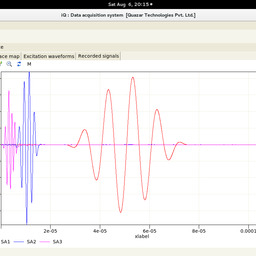 Sat Aug 6, 20:15
IQ : Data acquisition system [Quazar Technologies Pvt. Ltd.]
e
ace map Excitation waveforms Recorded signals
M
2e-05 4e-05 6e-05 8e-05 0.0001
xlabel
SA1 SA2 SA3